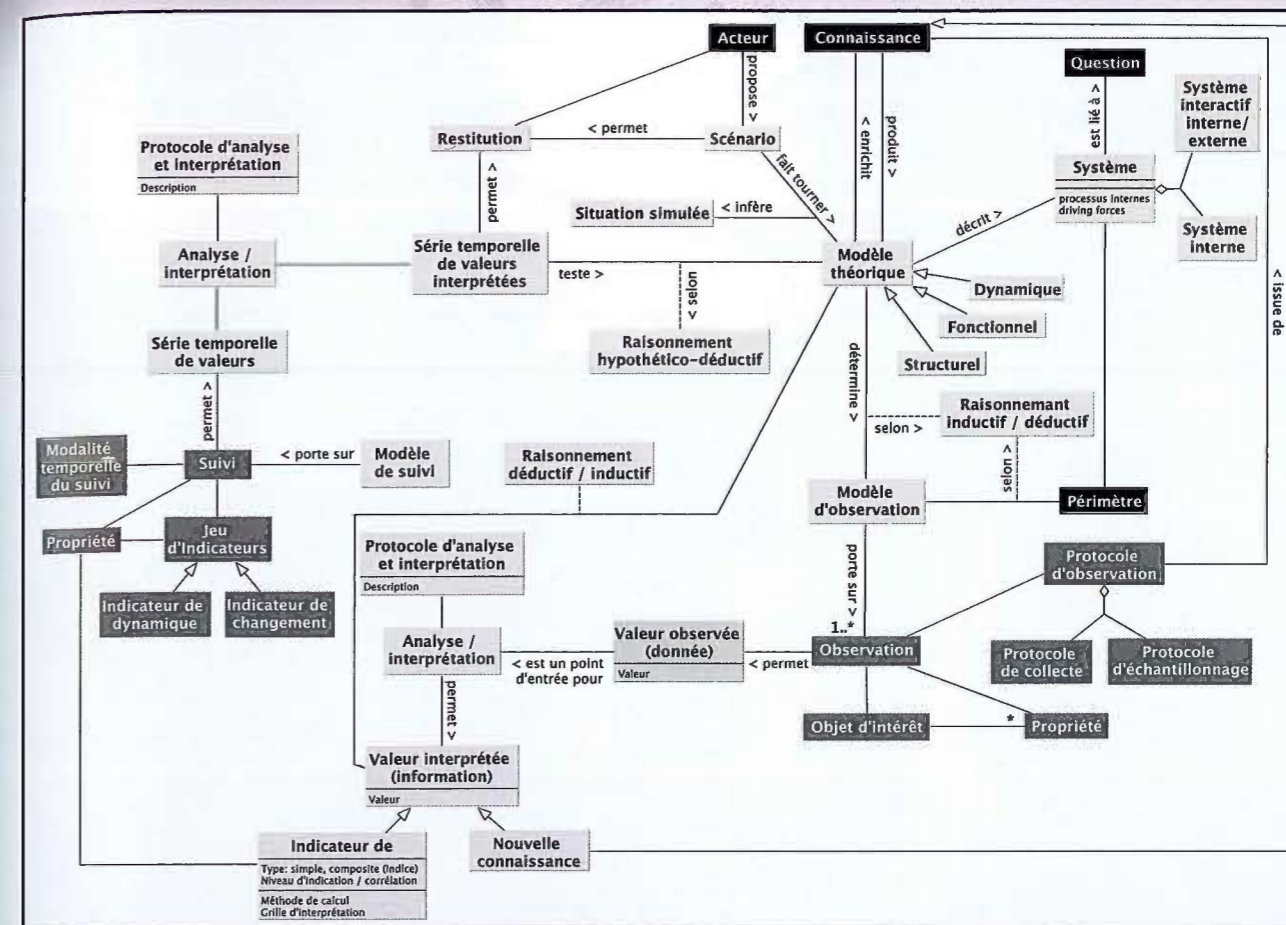 Acteur
Connaissance
Question
propose >
< enrichit
produit >
est lié à >
Système
interactif
interne/
externe
Protocole d'analyse
et interprétation
Description
Restitution
< permet
Scénario
Système
processus internes
driving forces
Système
interne
permet >
fait tourner >
Situation simulée
< infère
décrit >
< issue de
Analyse /
interprétation
Série temporelle
de valeurs
interprétées
teste >
< selon
Modèle
théorique
Dynamique
Fonctionnel
Structurel
Série temporelle
de valeurs
Raisonnement
hypothético-déductif
détermine >
permet >
Raisonnemant
inductif / déductif
selon >
selon >
Modalité
temporelle
du suivi
Suivi
< porte sur
Modèle
de suivi
Raisonnement
déductif / inductif
Modèle
d'observation
Périmètre
Propriété
Jeu
d'Indicateurs
Protocole d'analyse
et interprétation
Description
porte sur >
1..*
Protocole
d'observation
Indicateur de
dynamique
Indicateur de
changement
Analyse /
interprétation
< est un point
d'entrée pour
Valeur observée
(donnée)
Valeur
< permet
Observation
Protocole
de collecte
Protocole
d'échantillonnage
permet >
Objet d'intérêt
*
Propriété
Valeur interprétée
(information)
Valeur
Indicateur de
Type: simple, composite (indice)
Niveau d'indication / corrélation
Méthode de calcul
Grille d'interprétation
Nouvelle
connaissance